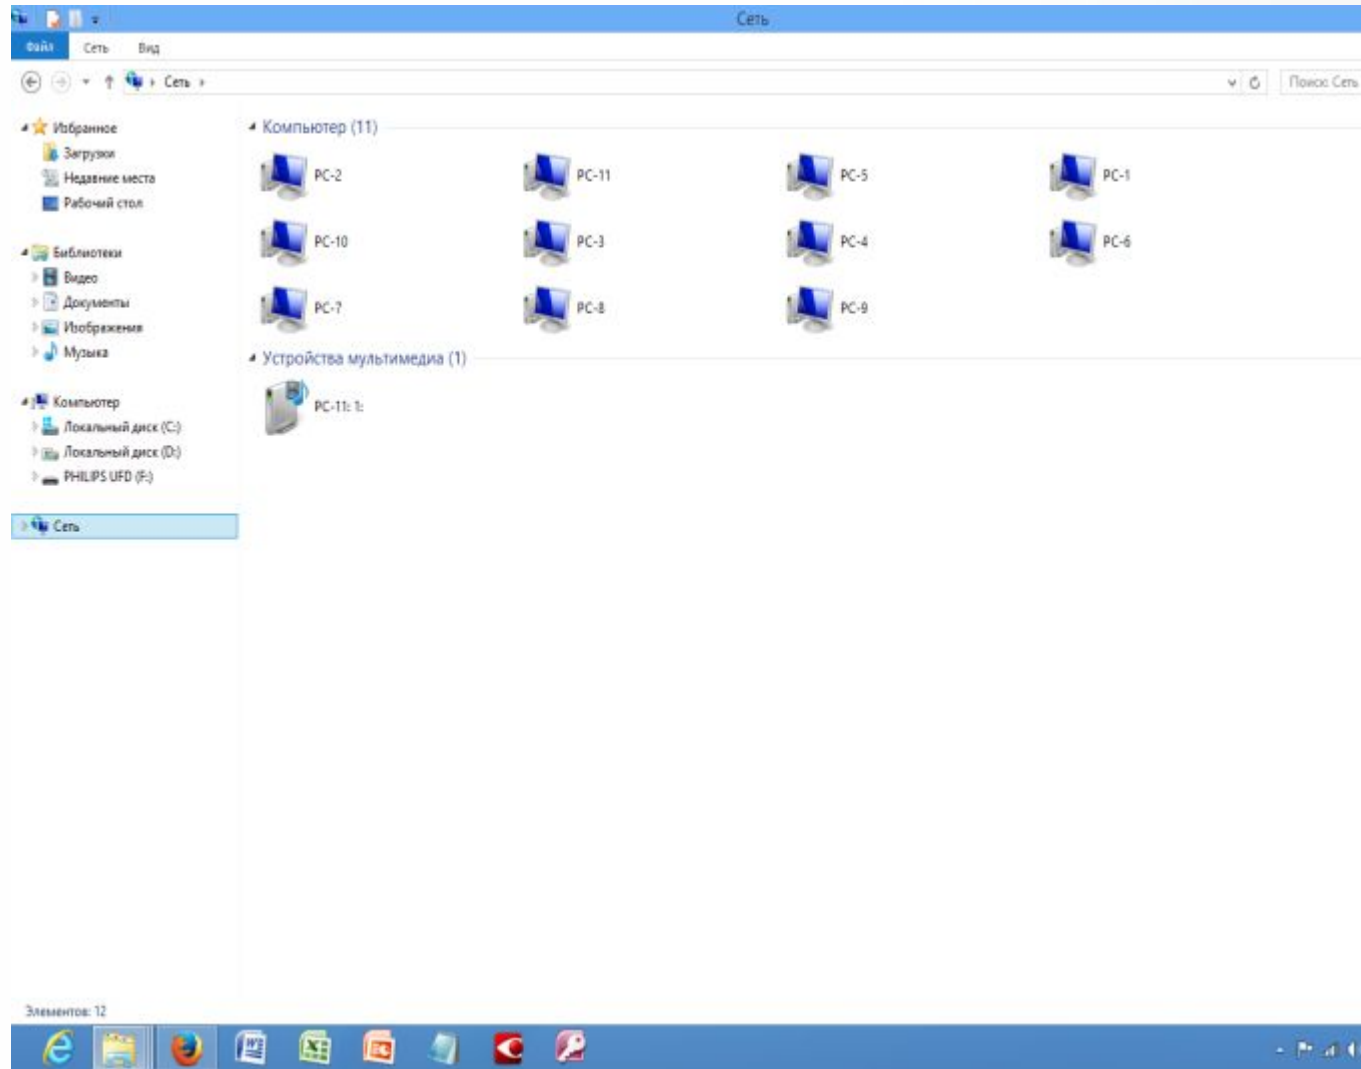 Сеть
Файл Сеть Вид
Сеть
Поиск: Сеть
Избранное
Загрузки
Недавние места
Рабочий стол
Библиотеки
Видео
Документы
Изображения
Музыка
Компьютер
Локальный диск (C:)
Локальный диск (D:)
PHILIPS UFD (F:)
Сеть
Компьютер (11)
PC-2 PC-11 PC-5 PC-1
PC-10 PC-3 PC-4 PC-6
PC-7 PC-8 PC-9
Устройства мультимедиа (1)
PC-11: 1:
Элементов: 12